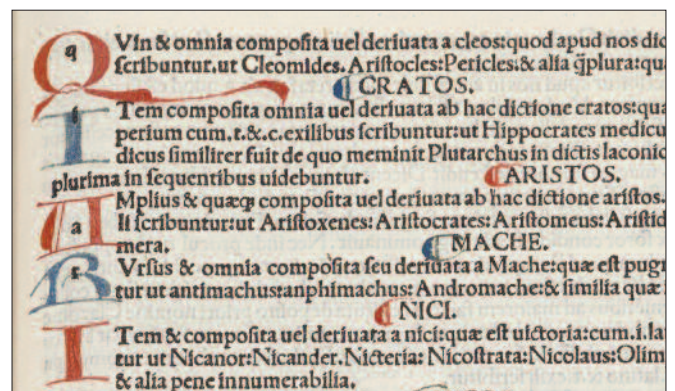 q Vin & omnia compoſita uel deriuata a cleos:quod apud nos dic
ſcribuntur.ut Cleomides.Ariſtocles:Pericles:& alia q̃plura:qua
CRATOS.
i Tem compoſita omnia uel deriuata ab hac dictione cratos:qua
perium cum.t.&.c.exilibus ſcribuntur:ut Hippocrates medicu
dicus ſimilirer fuit de quo meminit Plutarchus in dictis laconic
plurima in ſequentibus uidebuntur. ARISTOS.
a Mplius & quæqꝫ compoſita uel deriuata ab hac dictione ariſtos.
li ſcribuntur:ut Ariſtoxenes:Ariſtocrates:Ariſtomeus:Ariſtid
mera. MACHE.
Vrſus & omnia compoſita ſeu deriuata a Mache:quæ eſt pugn
tur ut antimachus:anphimachus:Andromache:& ſimilia quæ
NICI.
I Tem & compoſita uel deriuata a nici:quæ eſt uictoria:cum.i.la
tur ut Nicanor:Nicander.Nicteria:Nicoſtrata:Nicolaus:Olim
& alia pene innumerabilia.